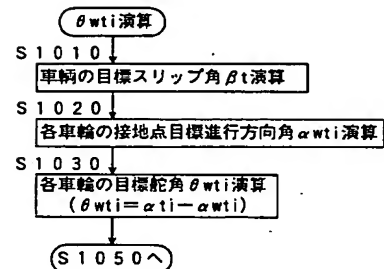 θwti演算
S1010
車輌の目標スリップ角βt演算
S1020
各車輪の接地点目標進行方向角αwti演算
S1030
各車輪の目標舵角θwti演算
(θwti=αti−αwti)
S1050へ